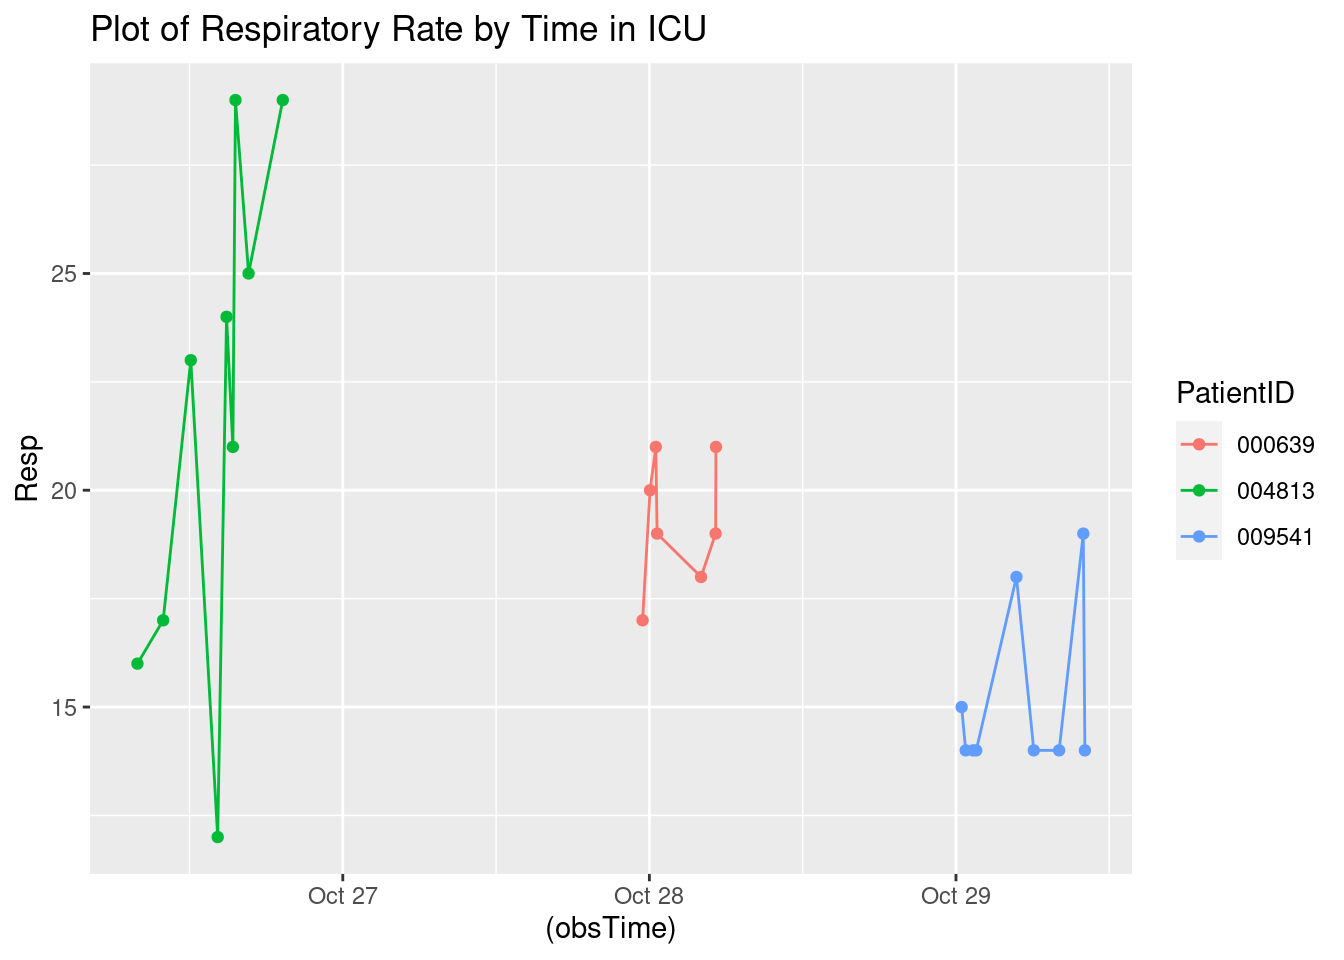 Plot of Respiratory Rate by Time in ICU
Resp
25
20
15
Oct 27
Oct 28
Oct 29
(obsTime)
PatientID
000639
004813
009541